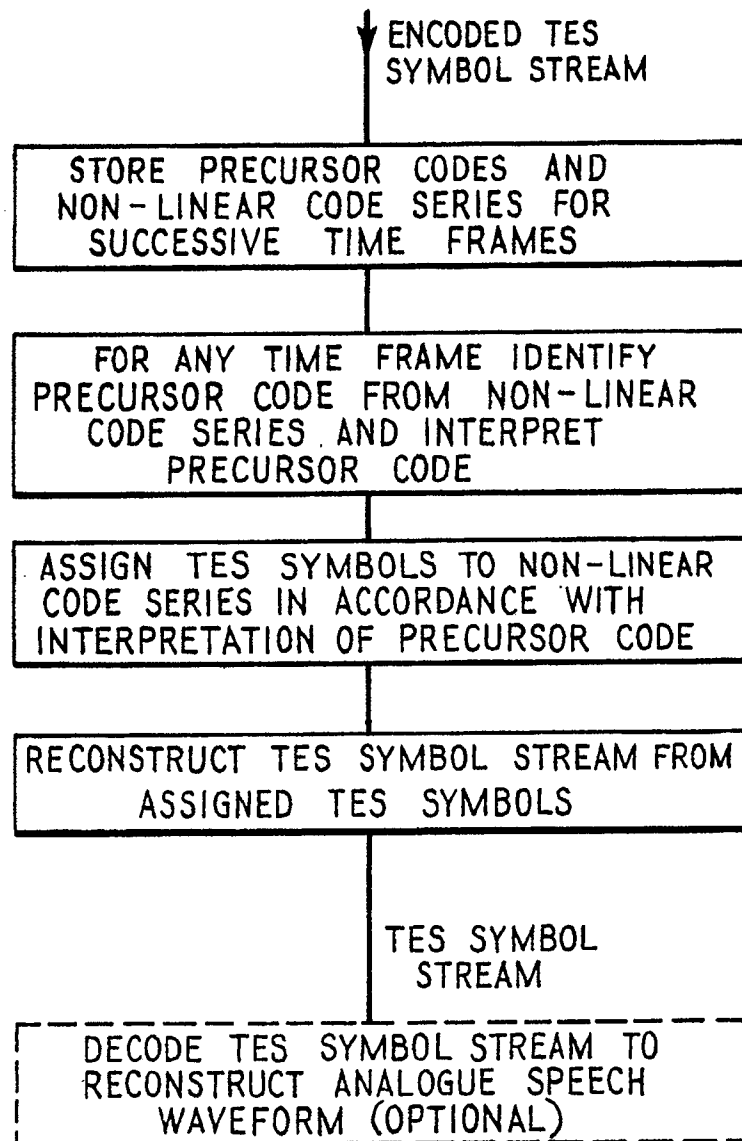 ENCODED TES
SYMBOL STREAM
STORE PRECURSOR CODES AND
NON-LINEAR CODE SERIES FOR
SUCCESSIVE TIME FRAMES
FOR ANY TIME FRAME IDENTIFY
PRECURSOR CODE FROM NON-LINEAR
CODE SERIES AND INTERPRET
PRECURSOR CODE
ASSIGN TES SYMBOLS TO NON-LINEAR
CODE SERIES IN ACCORDANCE WITH
INTERPRETATION OF PRECURSOR CODE
RECONSTRUCT TES SYMBOL STREAM FROM
ASSIGNED TES SYMBOLS
TES SYMBOL
STREAM
DECODE TES SYMBOL STREAM TO
RECONSTRUCT ANALOGUE SPEECH
WAVEFORM (OPTIONAL)